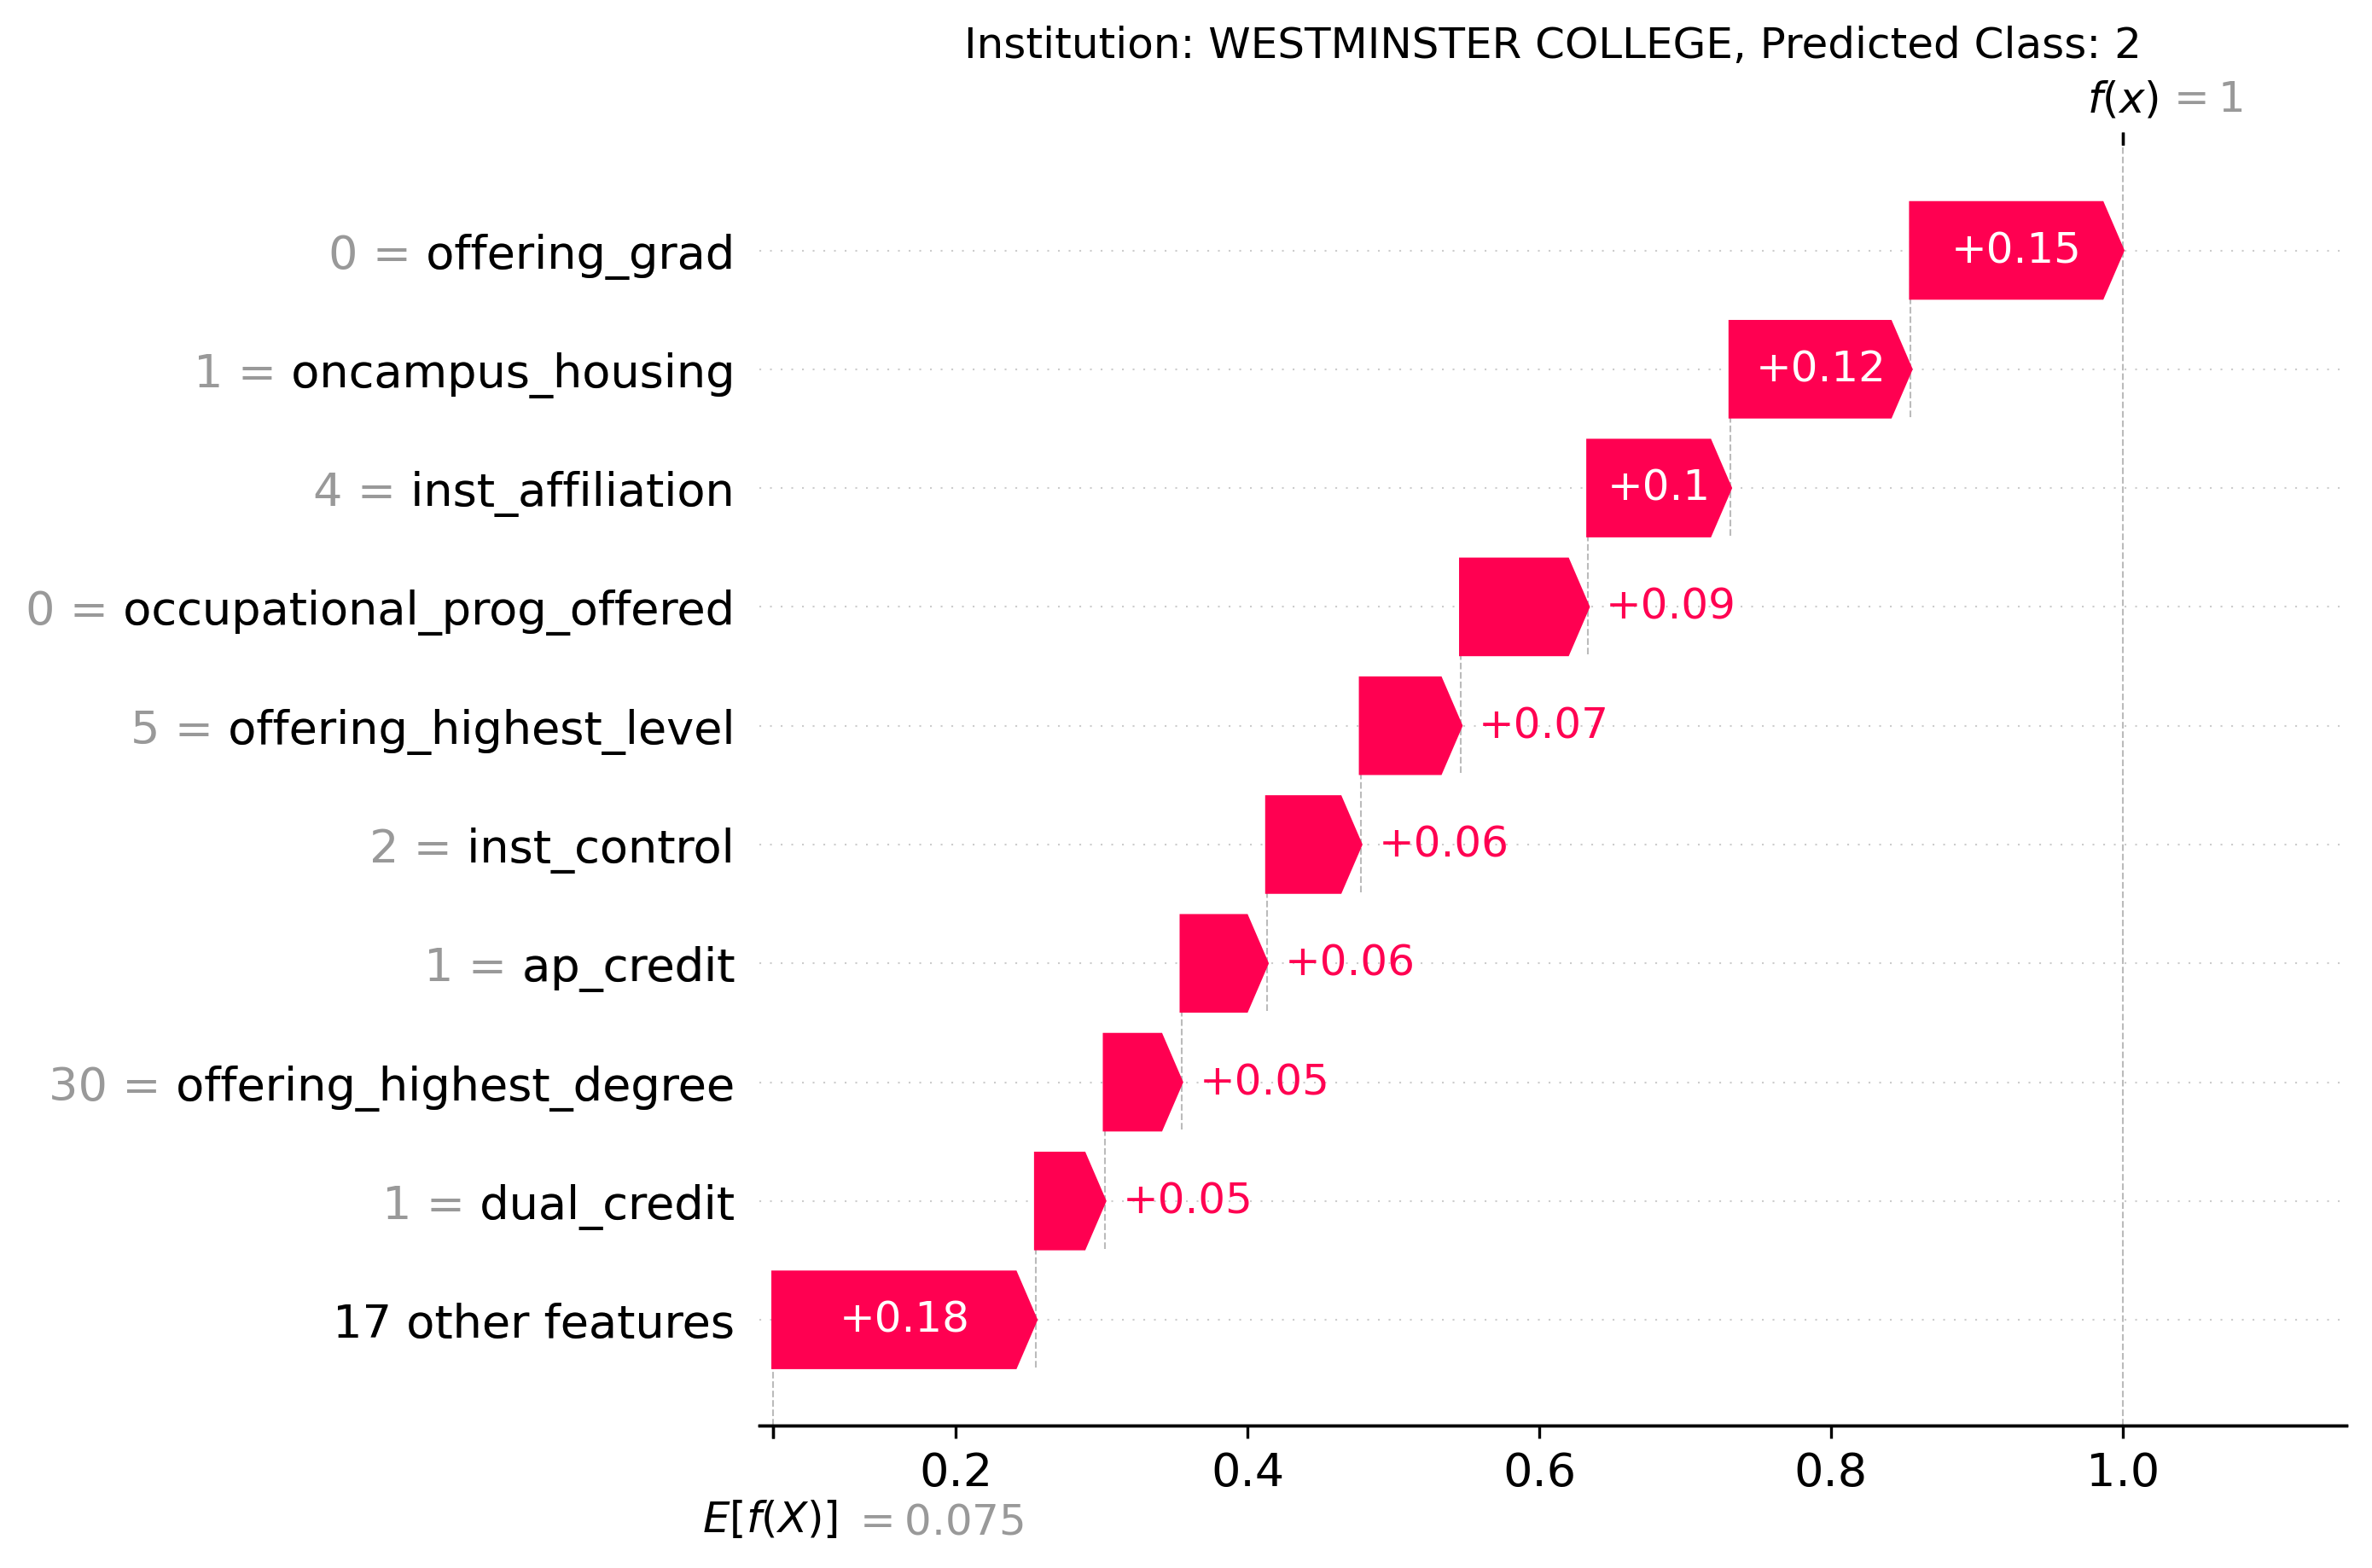 Institution: WESTMINSTER COLLEGE, Predicted Class: 2
f(x) = 1
0 = offering_grad +0.15
1 = oncampus_housing +0.12
4 = inst_affiliation +0.1
0 = occupational_prog_offered +0.09
5 = offering_highest_level +0.07
2 = inst_control +0.06
1 = ap_credit +0.06
30 = offering_highest_degree +0.05
1 = dual_credit +0.05
17 other features +0.18
0.2 0.4 0.6 0.8 1.0
E[f(X)] = 0.075